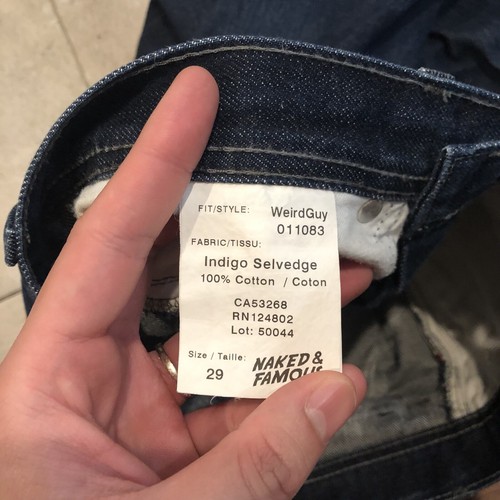 FIT/STYLE: WeirdGuy
011083
FABRIC/TISSU:
Indigo Selvedge
100% Cotton / Coton
CA53268
RN124802
Lot: 50044
Size / Taille:
29
NAKED &
FAMOUS